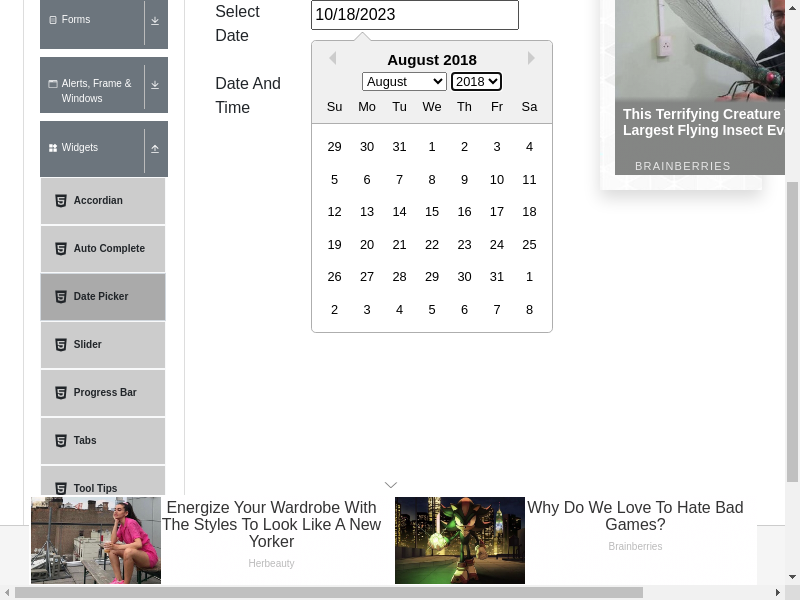 Forms
Alerts, Frame &
Windows
Widgets
Accordian
Auto Complete
Date Picker
Slider
Progress Bar
Tabs
Tool Tips
Select
Date
10/18/2023
Date And
Time
August 2018
August 2018
Su Mo Tu We Th Fr Sa
29 30 31 1 2 3 4
5 6 7 8 9 10 11
12 13 14 15 16 17 18
19 20 21 22 23 24 25
26 27 28 29 30 31 1
2 3 4 5 6 7 8
This Terrifying Creature
Largest Flying Insect Ev
BRAINBERRIES
Energize Your Wardrobe With
The Styles To Look Like A New
Yorker
Herbeauty
Why Do We Love To Hate Bad
Games?
Brainberries